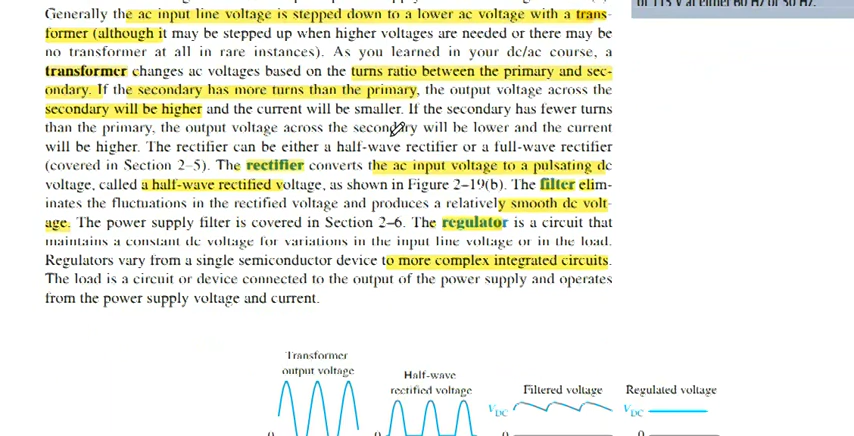 Generally the ac input line voltage is stepped down to a lower ac voltage with a trans-
former (although it may be stepped up when higher voltages are needed or there may be
no transformer at all in rare instances). As you learned in your dc/ac course, a
transformer changes ac voltages based on the turns ratio between the primary and sec-
ondary. If the secondary has more turns than the primary, the output voltage across the
secondary will be higher and the current will be smaller. If the secondary has fewer turns
than the primary, the output voltage across the secondary will be lower and the current
will be higher. The rectifier can be either a half-wave rectifier or a full-wave rectifier
(covered in Section 2–5). The rectifier converts the ac input voltage to a pulsating dc
voltage, called a half-wave rectified voltage, as shown in Figure 2–19(b). The filter elim-
inates the fluctuations in the rectified voltage and produces a relatively smooth dc volt-
age. The power supply filter is covered in Section 2–6. The regulator is a circuit that
maintains a constant dc voltage for variations in the input line voltage or in the load.
Regulators vary from a single semiconductor device to more complex integrated circuits.
The load is a circuit or device connected to the output of the power supply and operates
from the power supply voltage and current.
or 115 V at either 60 Hz or 50 Hz.
Transformer
output voltage
Half-wave
rectified voltage
Filtered voltage
Regulated voltage
VDC
VDC
0
0
0
0